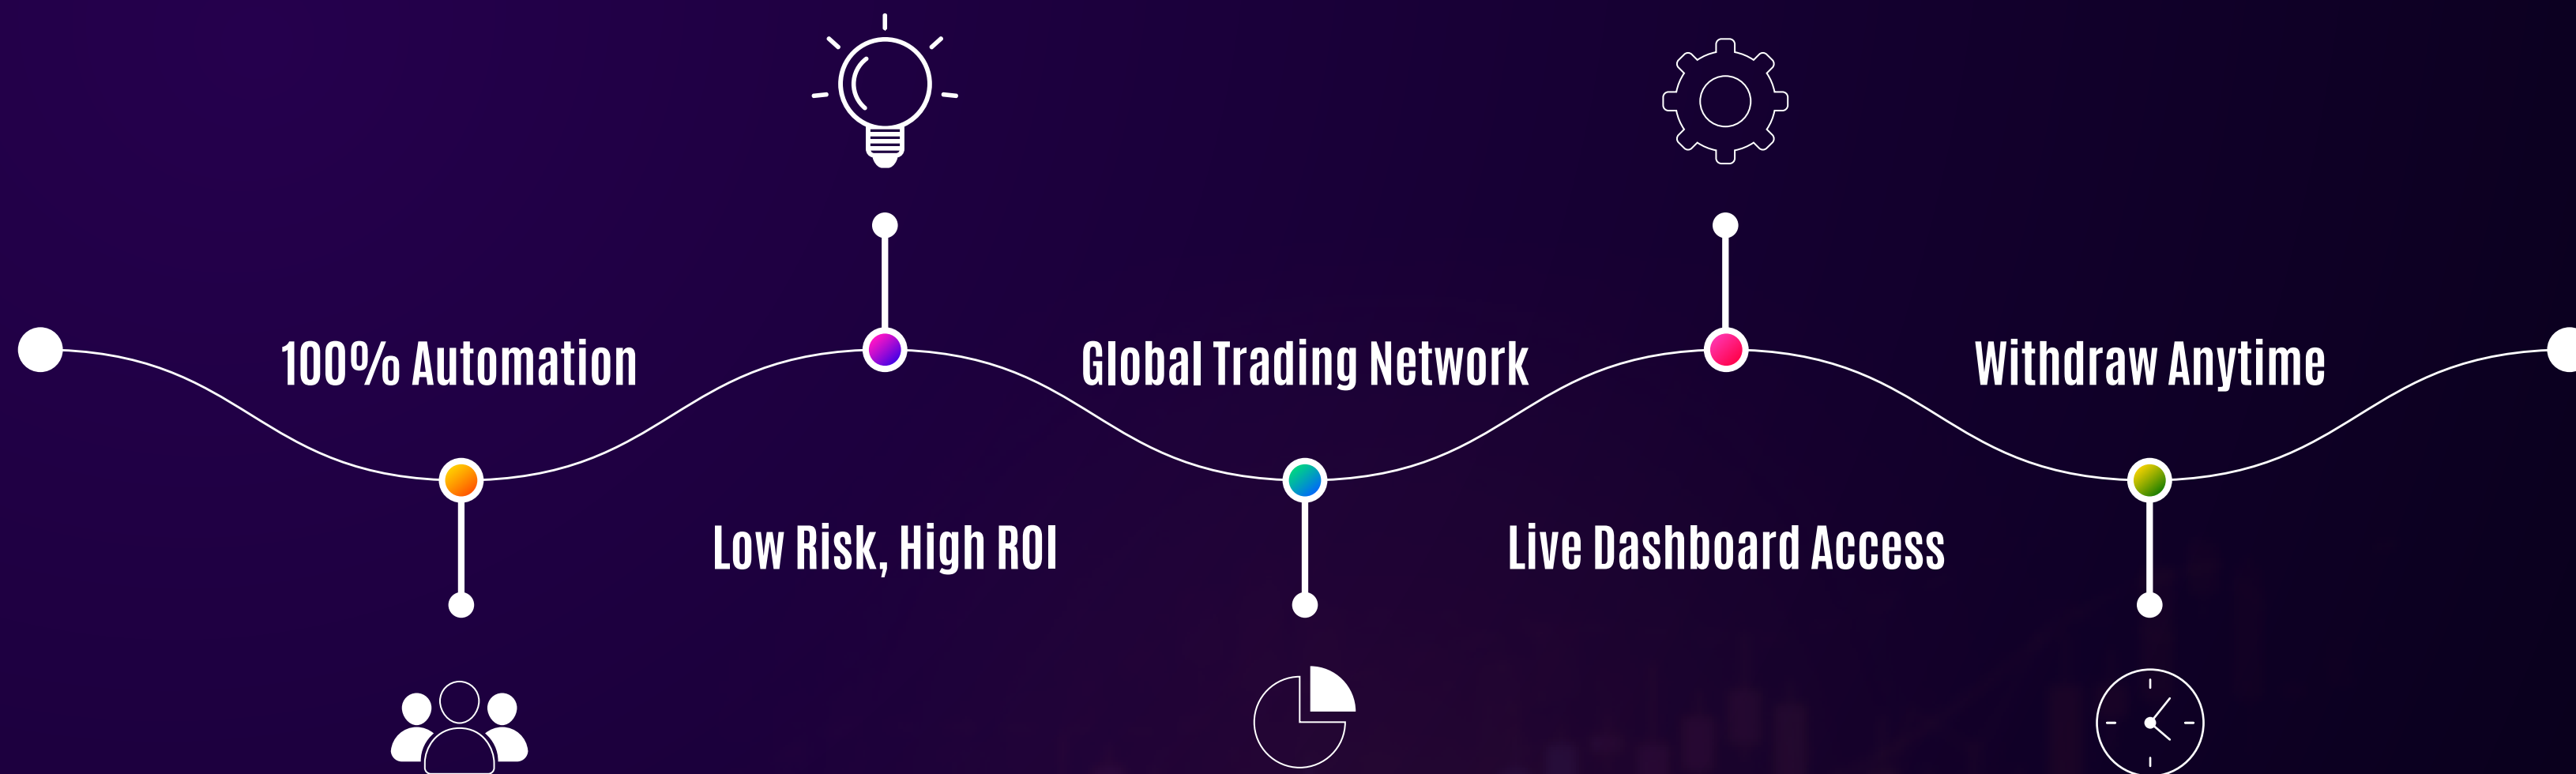 100% Automation
Low Risk, High ROI
Global Trading Network
Live Dashboard Access
Withdraw Anytime